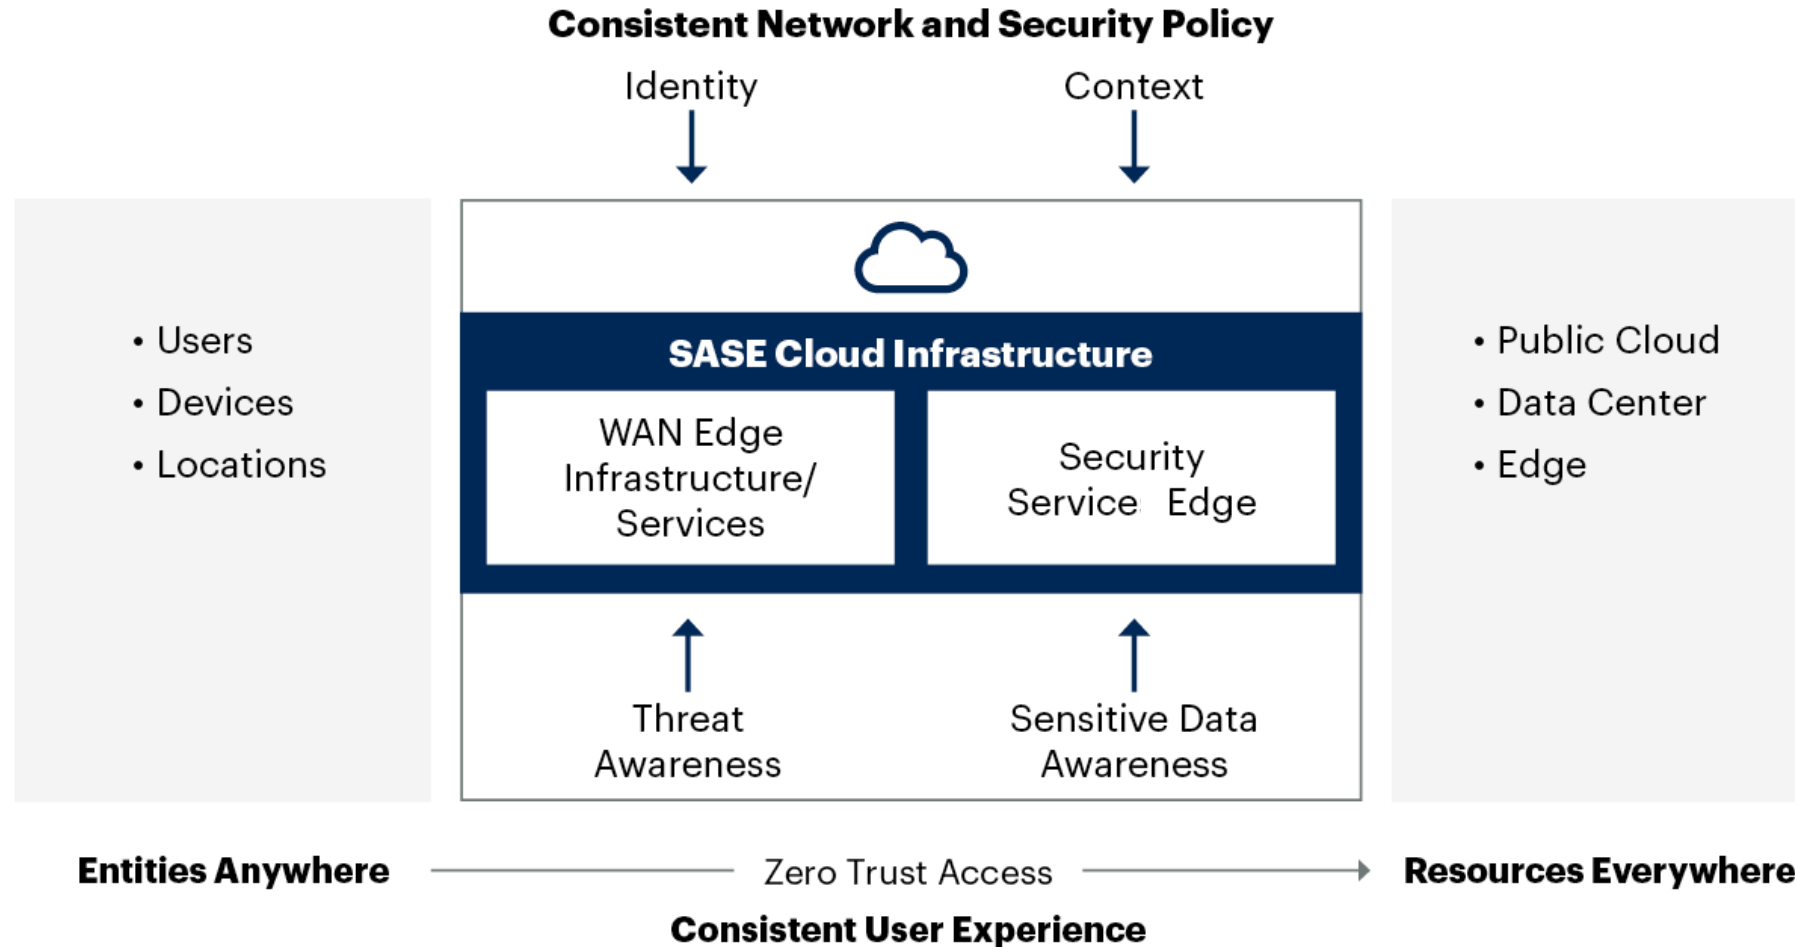 Consistent Network and Security Policy
Identity
Context
• Users
• Devices
• Locations
SASE Cloud Infrastructure
WAN Edge
Infrastructure/
Services
Security
Service Edge
• Public Cloud
• Data Center
• Edge
Threat
Awareness
Sensitive Data
Awareness
Entities Anywhere
Zero Trust Access
Resources Everywhere
Consistent User Experience